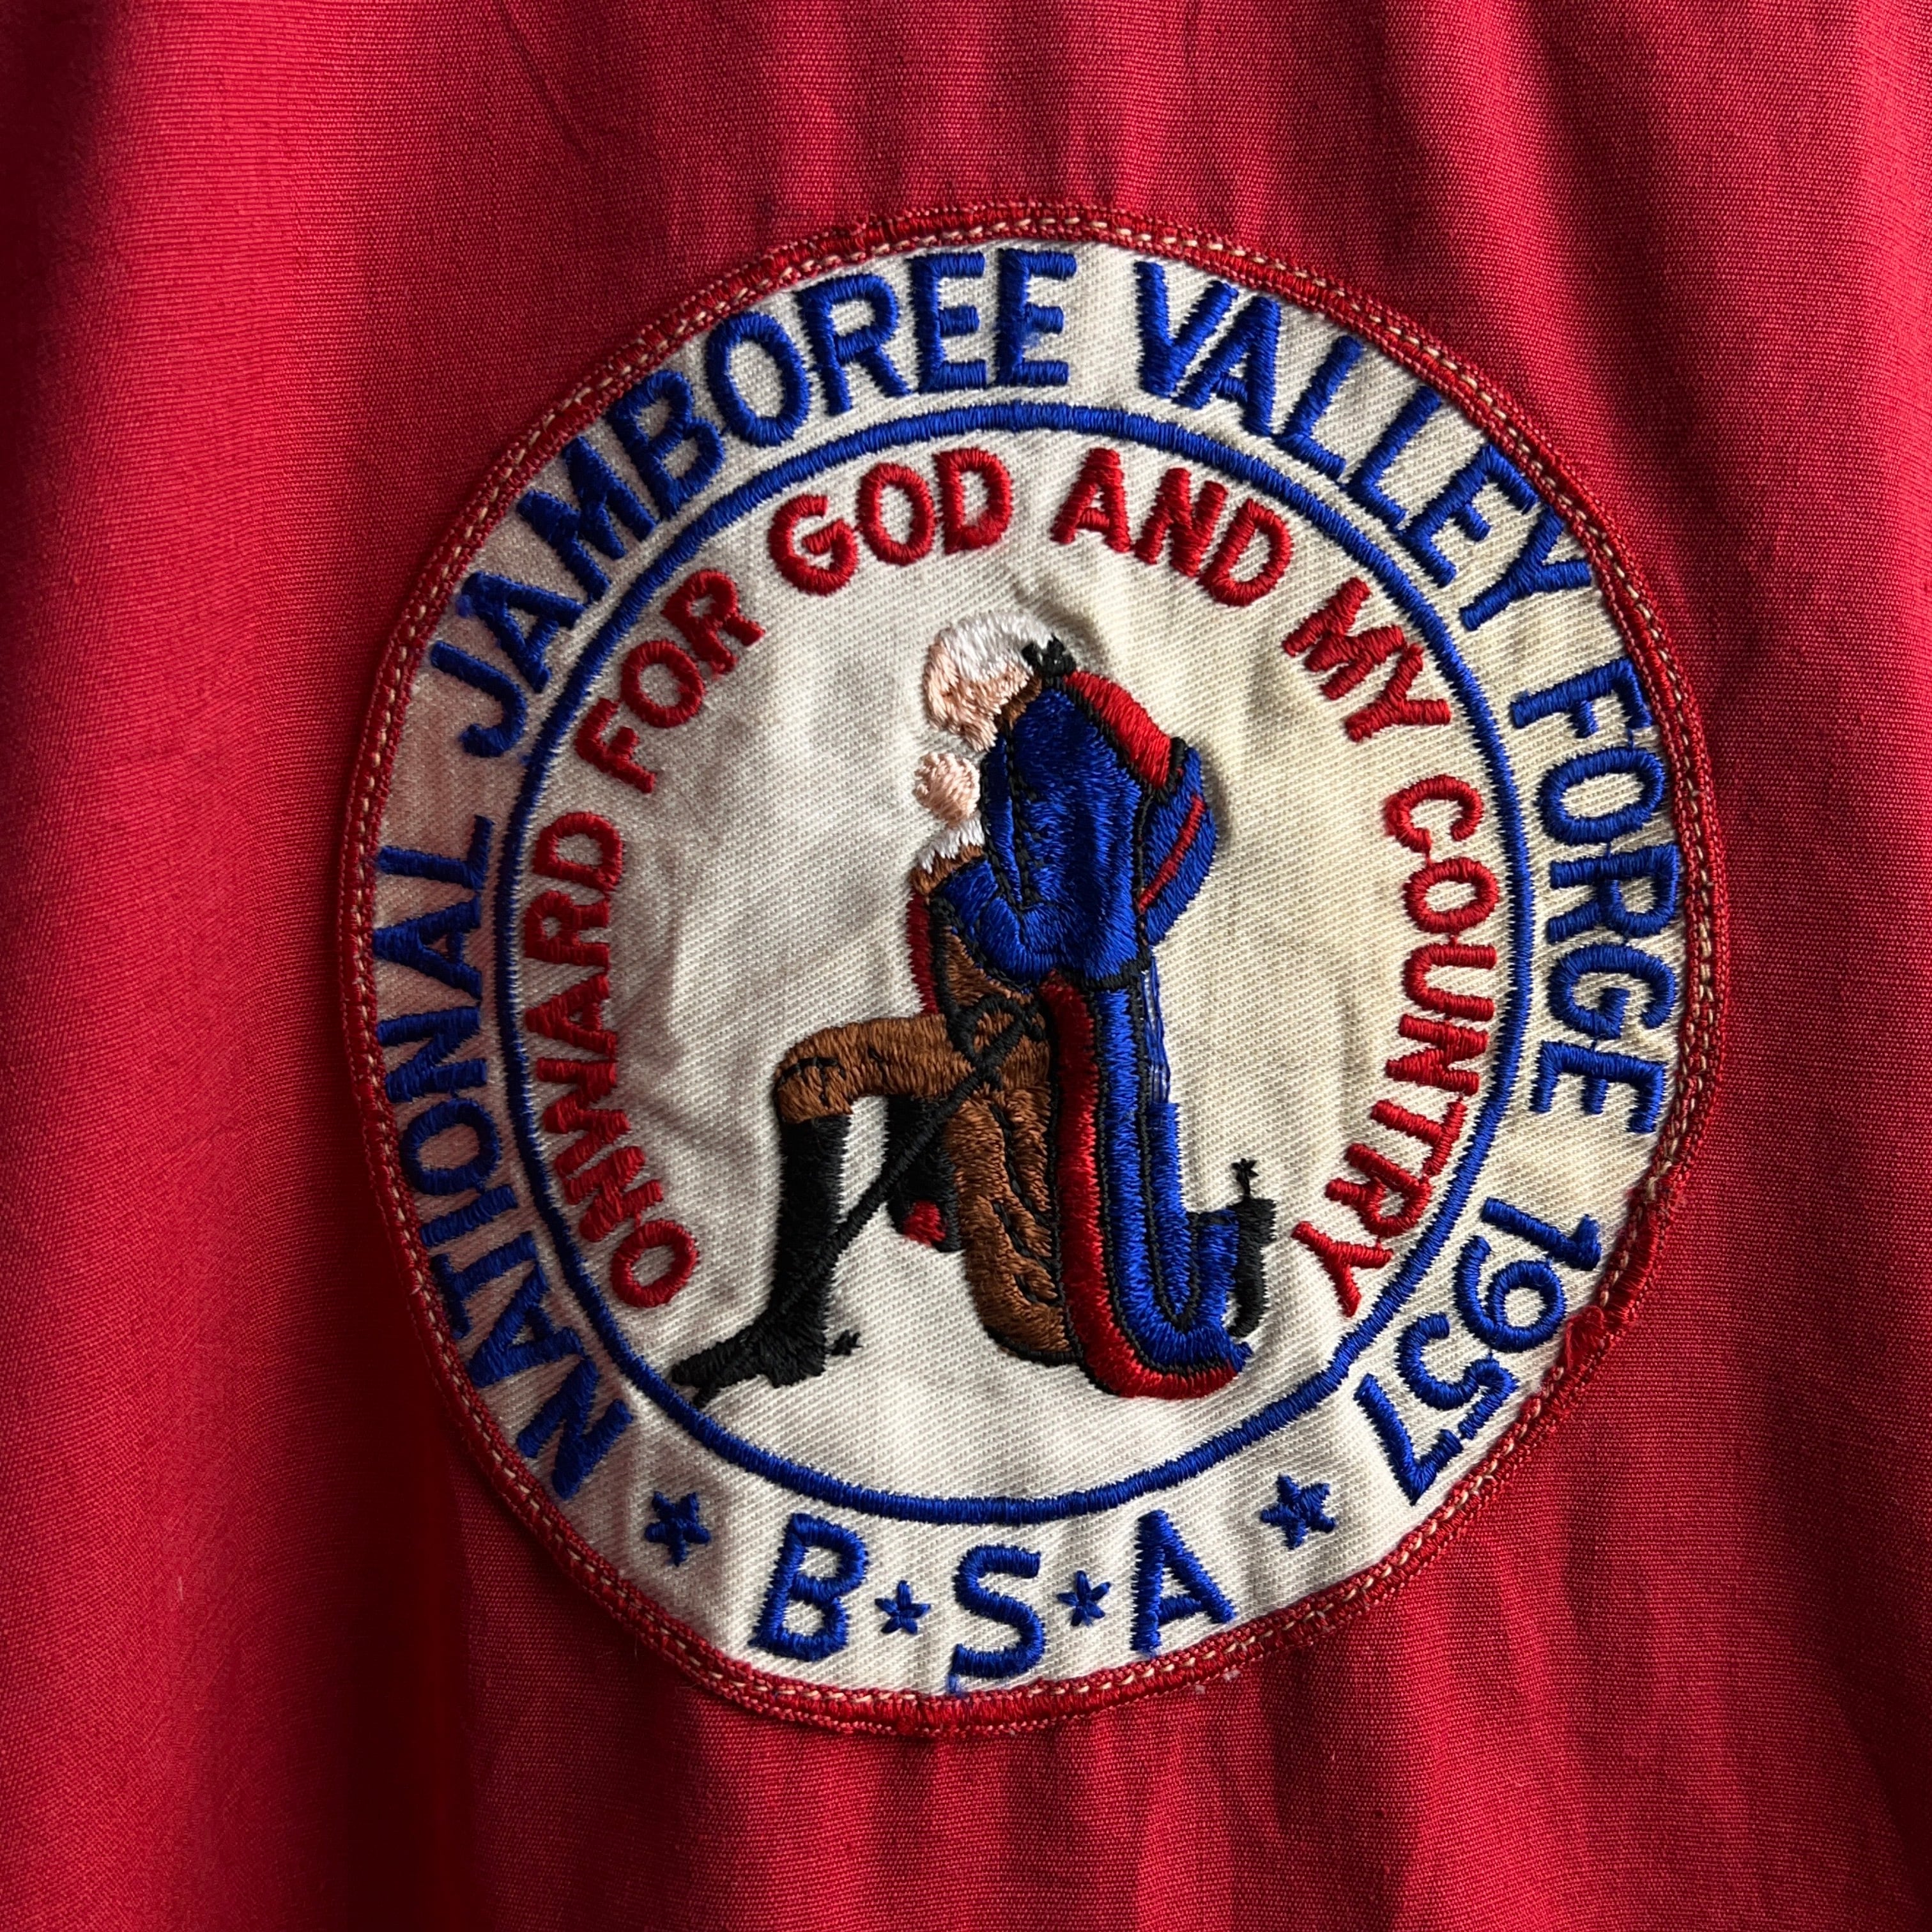 NATIONAL JAMBOREE VALLEY FORGE 1957
ONWARD FOR GOD AND MY COUNTRY
★ B ★ S ★ A ★